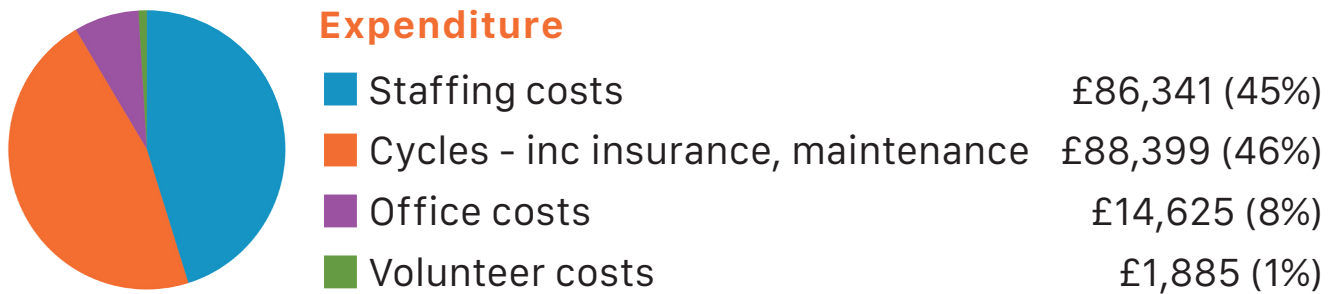 Expenditure
Staffing costs £86,341 (45%)
Cycles - inc insurance, maintenance £88,399 (46%)
Office costs £14,625 (8%)
Volunteer costs £1,885 (1%)